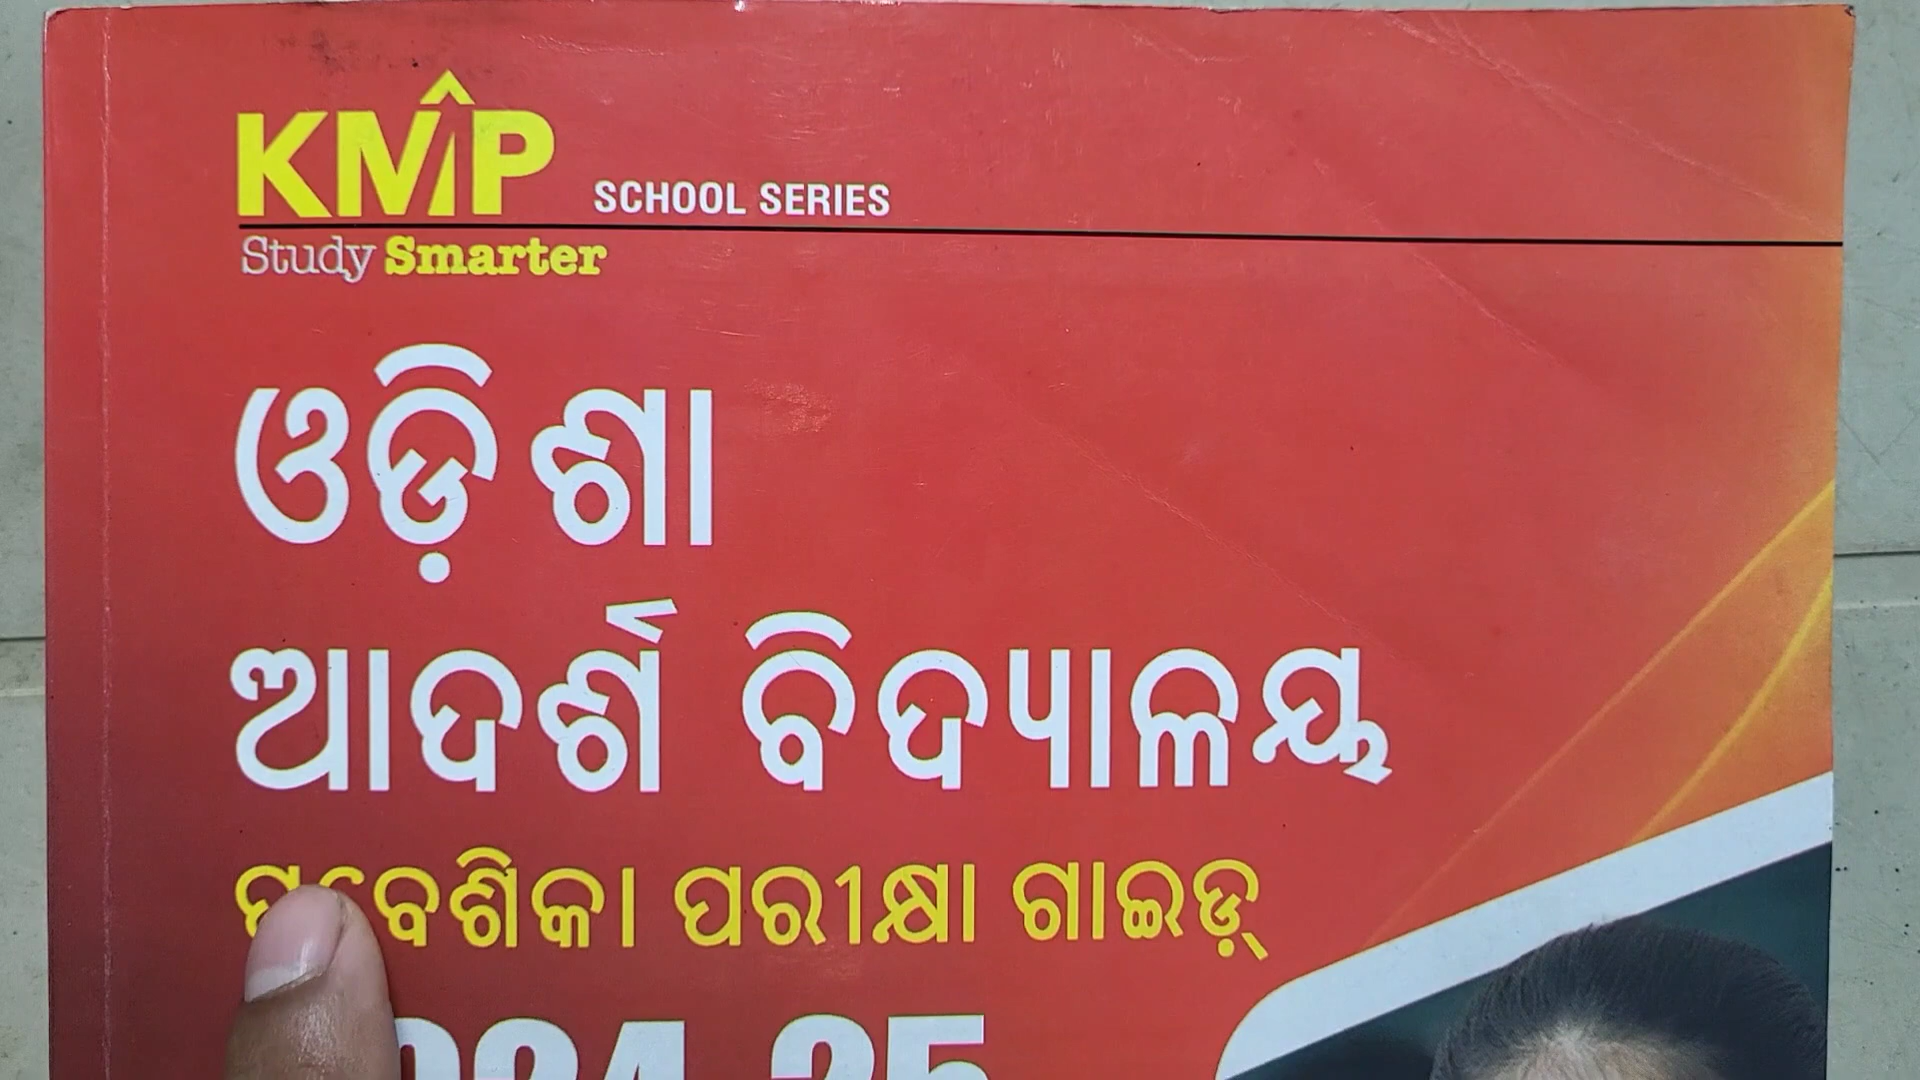 KMP SCHOOL SERIES
Study Smarter
ଓଡ଼ିଶା
ଆଦର୍ଶ ବିଦ୍ୟାଳୟ
ପରୀକ୍ଷା ଗାଇଡ଼୍